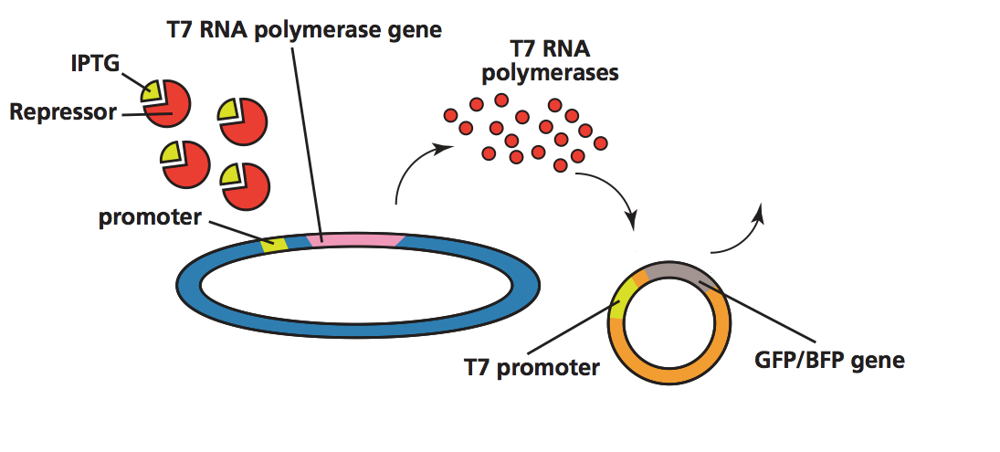 T7 RNA polymerase gene
IPTG
Repressor
T7 RNA
polymerases
promoter
T7 promoter
GFP/BFP gene